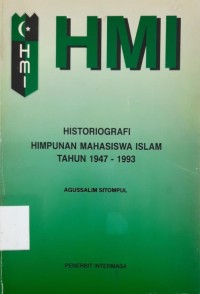 HMI
HMI
HISTORIOGRAFI
HIMPUNAN MAHASISWA ISLAM
TAHUN 1947 - 1993
AGUSSALIM SITOMPUL
PENERBIT INTERMASA